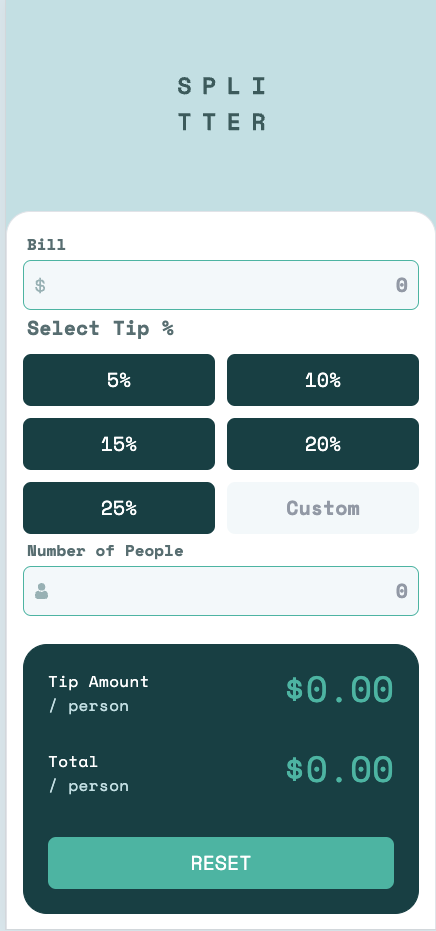 SPLI
TTER
Bill
$ 0
Select Tip %
5% 10%
15% 20%
25% Custom
Number of People
0
Tip Amount $0.00
/ person
Total $0.00
/ person
RESET